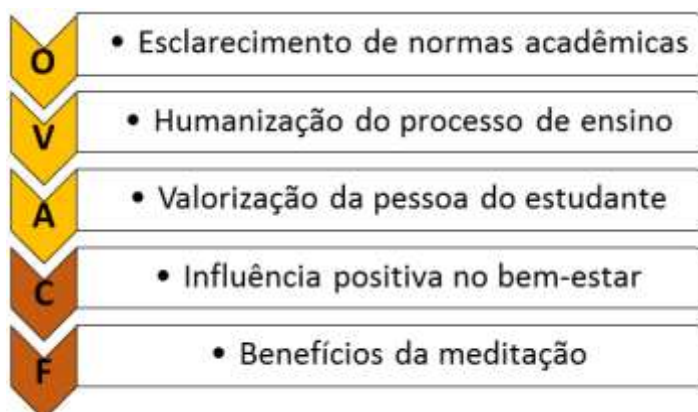 O • Esclarecimento de normas acadêmicas
V • Humanização do processo de ensino
A • Valorização da pessoa do estudante
C • Influência positiva no bem-estar
F • Benefícios da meditação